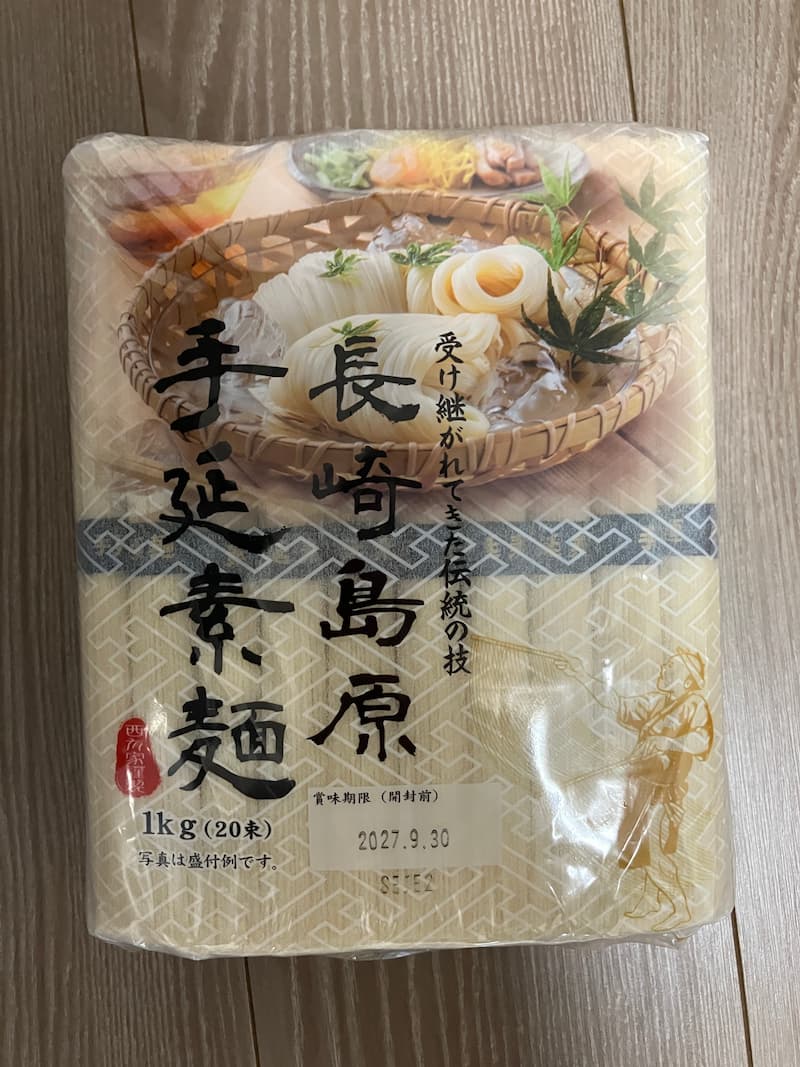 受け継がれてきた伝統の技
長崎島原
手延素麺
1kg（20束）
写真は盛付例です。
賞味期限（開封前）
2027.9.30